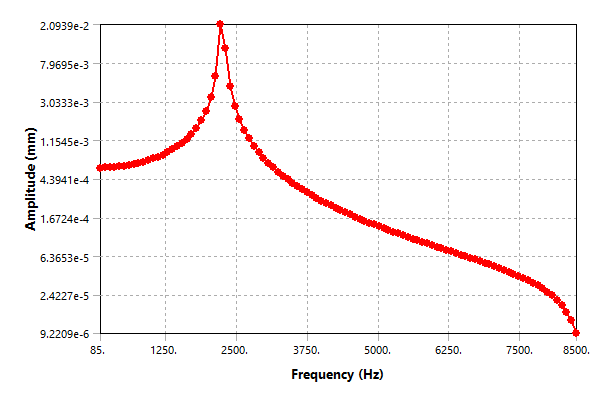 2.0939e-2
7.9695e-3
3.0333e-3
1.1545e-3
4.3941e-4
1.6724e-4
6.3653e-5
2.4227e-5
9.2209e-6
Amplitude (mm)
85. 1250. 2500. 3750. 5000. 6250. 7500. 8500.
Frequency (Hz)